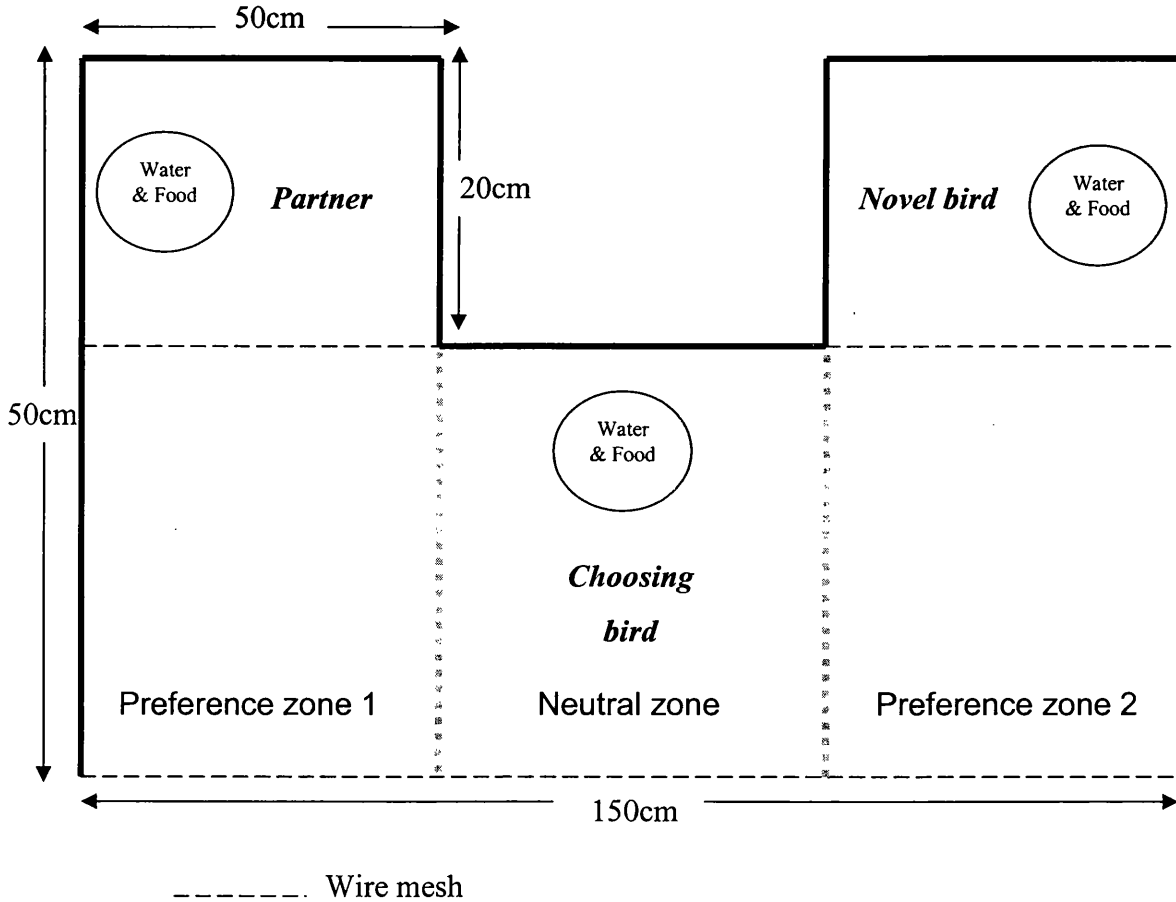 50cm
Water
& Food
Partner
20cm
Novel bird
Water
& Food
50cm
Water
& Food
Choosing
bird
Preference zone 1
Neutral zone
Preference zone 2
150cm
Wire mesh